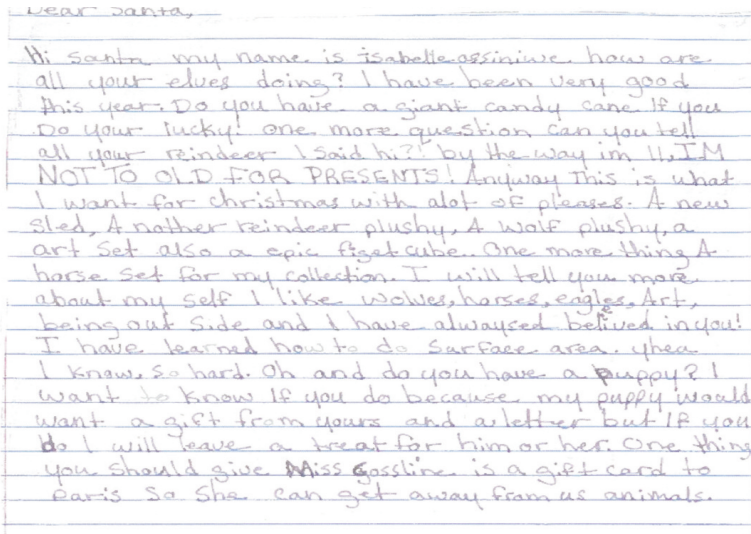 Dear Santa,
Hi Santa my name is isabelle assiniwe how are
all your elves doing? I have been very good
this year. Do you have a giant candy cane If you
Do your lucky! One more question can you tell
all your reindeer I said hi?! by the way im 11, IM
NOT TO OLD FOR PRESENTS! Anyway This is what
I want for christmas with alot of pleases. A new
sled, A nother reindeer plushy, A Wolf plushy, a
art set also a epic figet cube. One more thing A
horse set for my collection. I will tell you more
about my self I like wolves, horses, eagles, Art,
being out side and I have alwaysed belived in you!
I have learned how to do surface area. yhea
I know, so hard. Oh and do you have a puppy? I
want to know If you do because my puppy would
want a gift from yours and a letter but If you
do I will leave a treat for him or her. One thing
you should give Miss Gossline is a gift card to
paris so she can get away from us animals.